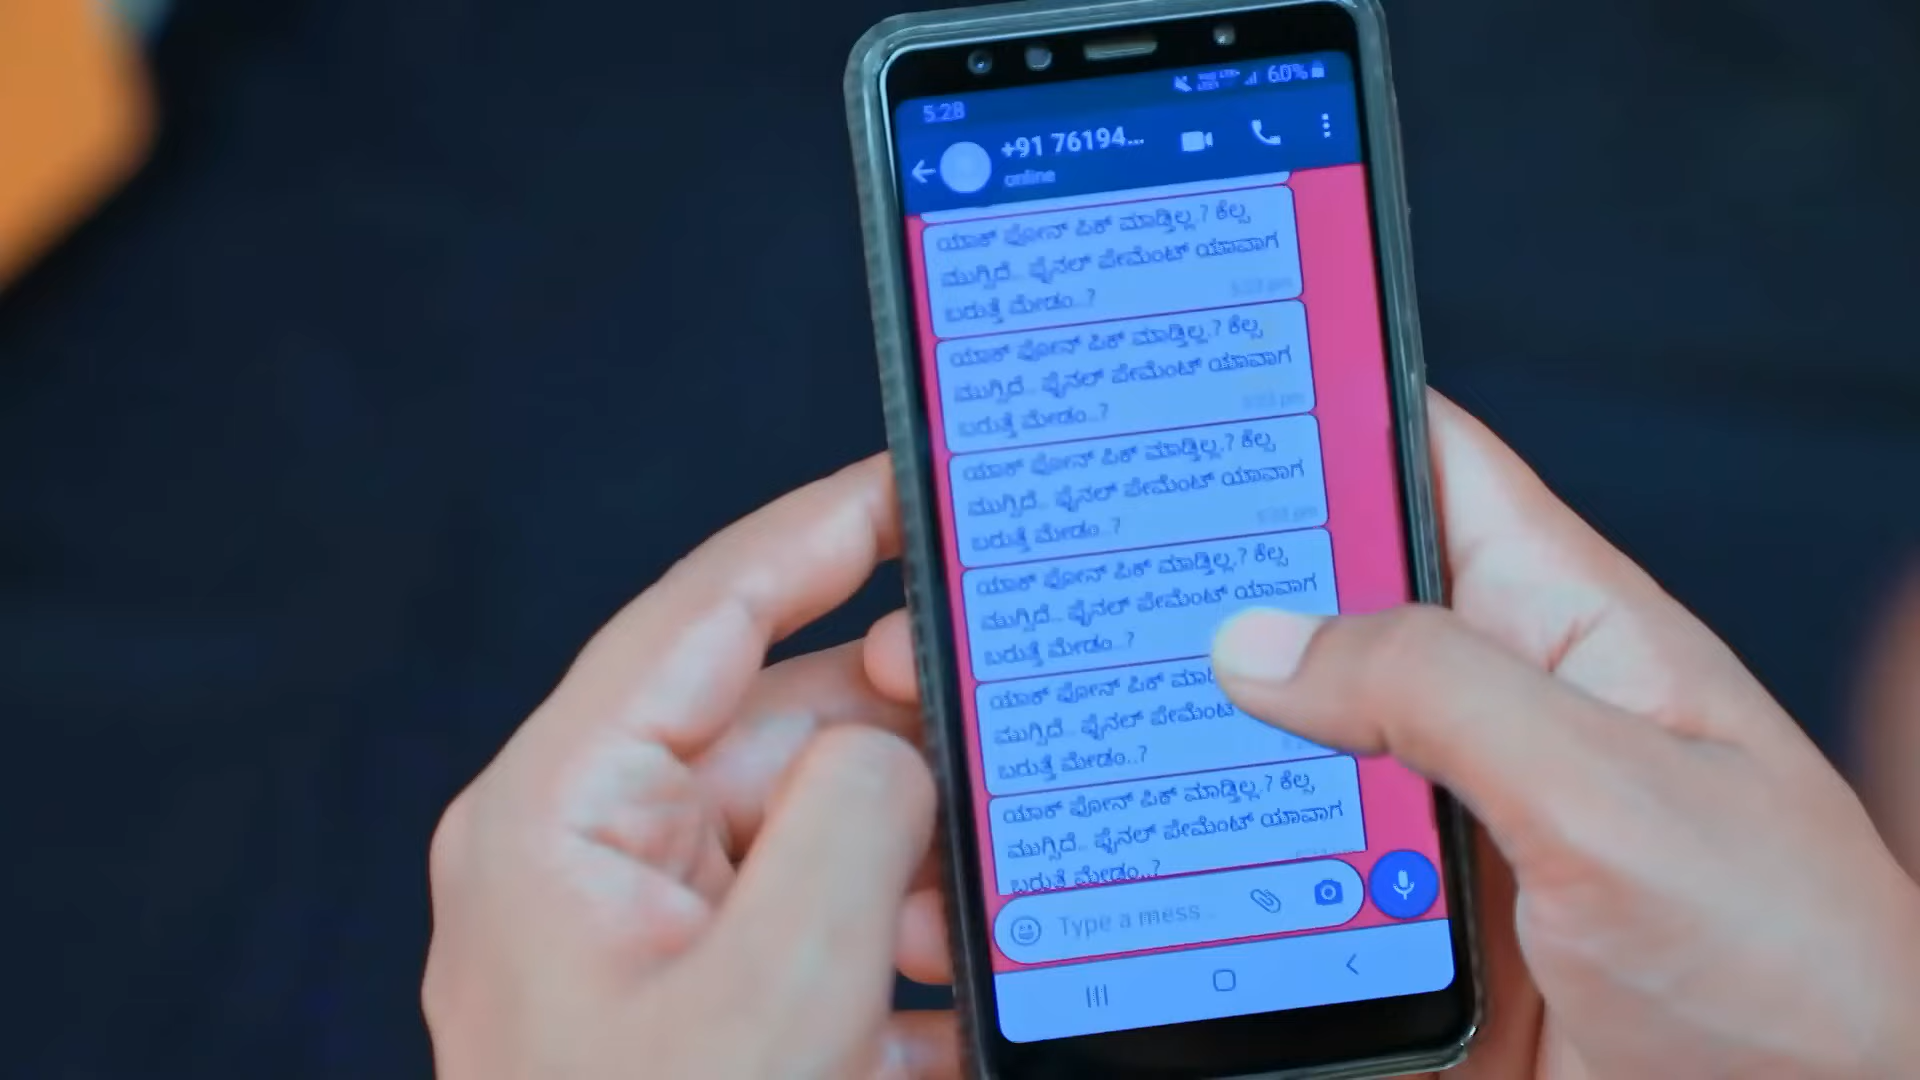 5:28
60%
+91 76194...
online
ಯಾಕ್ ಫೋನ್ ಪಿಕ್ ಮಾಡ್ತಿಲ್ಲ.? ಕೆಲ್ಸ
ಮುಗ್ಸಿದೆ.. ಫೈನಲ್ ಪೇಮೆಂಟ್ ಯಾವಾಗ
ಬರುತ್ತೆ ಮೇಡಂ..?
ಯಾಕ್ ಫೋನ್ ಪಿಕ್ ಮಾಡ್ತಿಲ್ಲ.? ಕೆಲ್ಸ
ಮುಗ್ಸಿದೆ.. ಫೈನಲ್ ಪೇಮೆಂಟ್ ಯಾವಾಗ
ಬರುತ್ತೆ ಮೇಡಂ..?
ಯಾಕ್ ಫೋನ್ ಪಿಕ್ ಮಾಡ್ತಿಲ್ಲ.? ಕೆಲ್ಸ
ಮುಗ್ಸಿದೆ.. ಫೈನಲ್ ಪೇಮೆಂಟ್ ಯಾವಾಗ
ಬರುತ್ತೆ ಮೇಡಂ..?
ಯಾಕ್ ಫೋನ್ ಪಿಕ್ ಮಾಡ್ತಿಲ್ಲ.? ಕೆಲ್ಸ
ಮುಗ್ಸಿದೆ.. ಫೈನಲ್ ಪೇಮೆಂಟ್ ಯಾವಾಗ
ಬರುತ್ತೆ ಮೇಡಂ..?
ಯಾಕ್ ಫೋನ್ ಪಿಕ್
ಮುಗ್ಸಿದೆ.. ಫೈನಲ್ ಪೇಮೆಂಟ್
ಬರುತ್ತೆ ಮೇಡಂ..?
ಯಾಕ್ ಫೋನ್ ಪಿಕ್ ಮಾಡ್ತಿಲ್ಲ.? ಕೆಲ್ಸ
ಮುಗ್ಸಿದೆ.. ಫೈನಲ್ ಪೇಮೆಂಟ್ ಯಾವಾಗ
ಬರುತ್ತೆ ಮೇಡಂ..?
Type a mess...